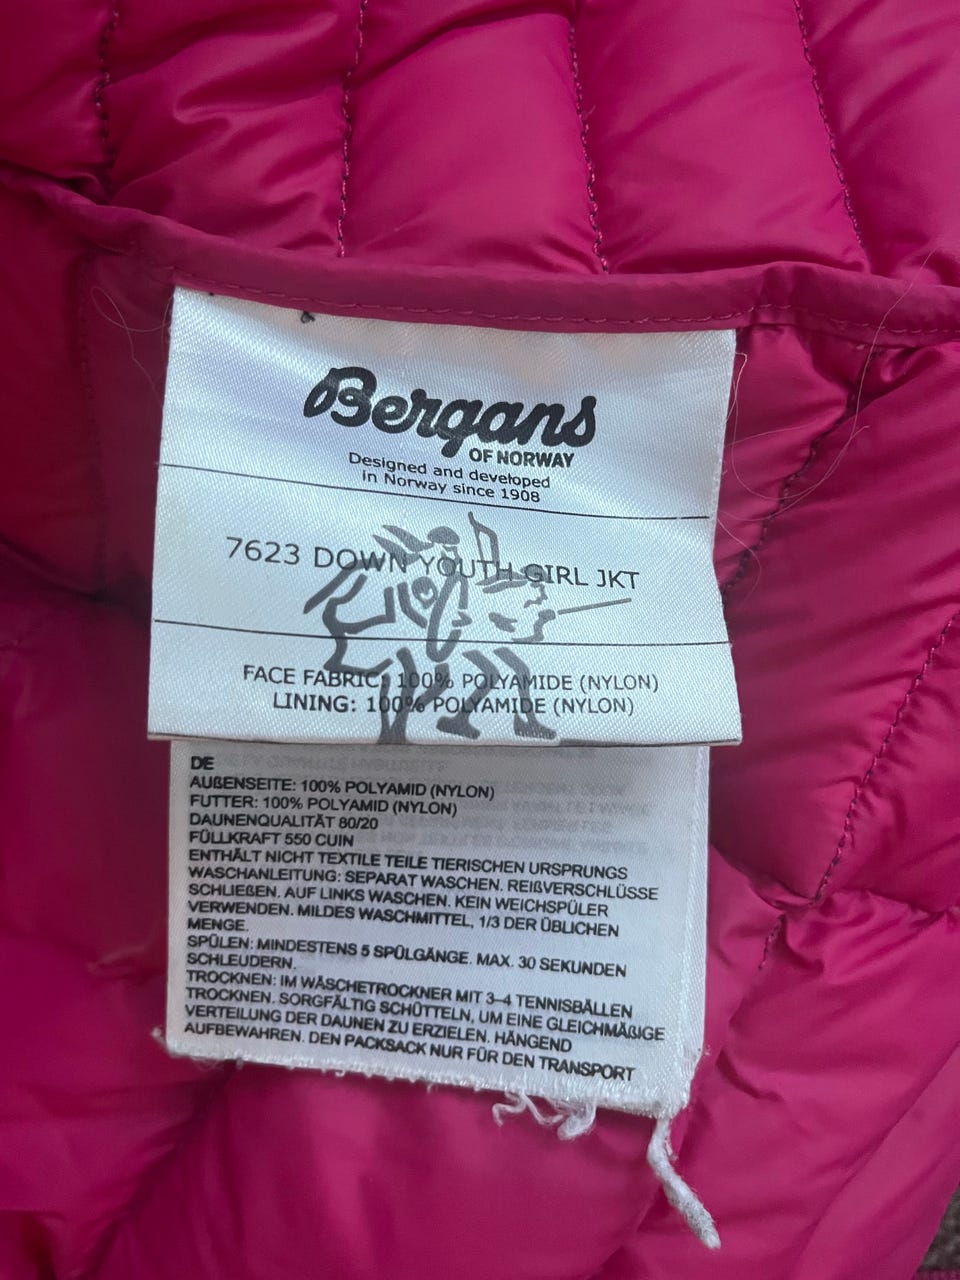 Bergans
OF NORWAY
Designed and developed
in Norway since 1908
7623 DOWN YOUTH GIRL JKT
FACE FABRIC: 100% POLYAMIDE (NYLON)
LINING: 100% POLYAMIDE (NYLON)
DE
AUßENSEITE: 100% POLYAMID (NYLON)
FUTTER: 100% POLYAMID (NYLON)
DAUNENQUALITÄT 80/20
FÜLLKRAFT 550 CUIN
ENTHÄLT NICHT TEXTILE TEILE TIERISCHEN URSPRUNGS
WASCHANLEITUNG: SEPARAT WASCHEN. REIßVERSCHLÜSSE
SCHLIEßEN. AUF LINKS WASCHEN. KEIN WEICHSPÜLER
VERWENDEN. MILDES WASCHMITTEL, 1/3 DER ÜBLICHEN
MENGE.
SPÜLEN: MINDESTENS 5 SPÜLGÄNGE. MAX. 30 SEKUNDEN
SCHLEUDERN.
TROCKNEN: IM WÄSCHETROCKNER MIT 3–4 TENNISBÄLLEN
TROCKNEN. SORGFÄLTIG SCHÜTTELN, UM EINE GLEICHMÄßIGE
VERTEILUNG DER DAUNEN ZU ERZIELEN. HÄNGEND
AUFBEWAHREN. DEN PACKSACK NUR FÜR DEN TRANSPORT